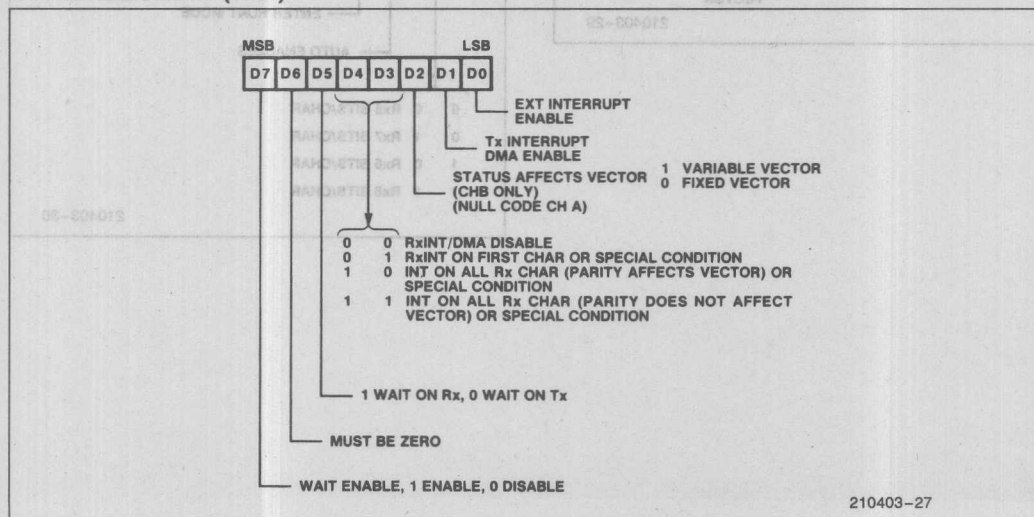 MSB LSB
D7 D6 D5 D4 D3 D2 D1 D0
EXT INTERRUPT
ENABLE
Tx INTERRUPT
DMA ENABLE
STATUS AFFECTS VECTOR 1 VARIABLE VECTOR
(CHB ONLY) 0 FIXED VECTOR
(NULL CODE CH A)
0 0 RxINT/DMA DISABLE
0 1 RxINT ON FIRST CHAR OR SPECIAL CONDITION
1 0 INT ON ALL Rx CHAR (PARITY AFFECTS VECTOR) OR
SPECIAL CONDITION
1 1 INT ON ALL Rx CHAR (PARITY DOES NOT AFFECT
VECTOR) OR SPECIAL CONDITION
1 WAIT ON Rx, 0 WAIT ON Tx
MUST BE ZERO
WAIT ENABLE, 1 ENABLE, 0 DISABLE
210403-27